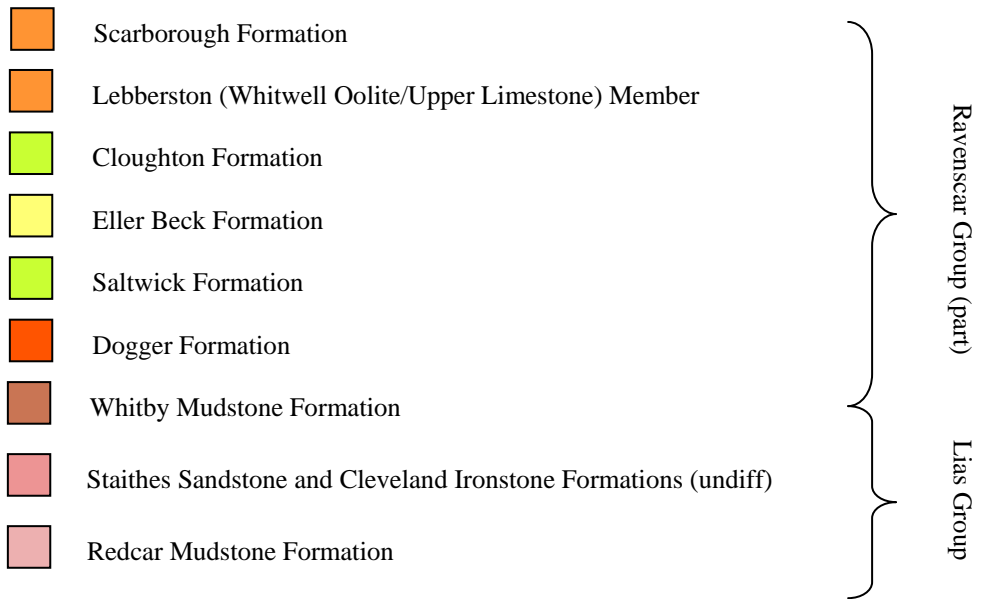 Scarborough Formation
Lebberston (Whitwell Oolite/Upper Limestone) Member
Cloughton Formation
Eller Beck Formation
Saltwick Formation
Dogger Formation
Whitby Mudstone Formation
Staithes Sandstone and Cleveland Ironstone Formations (undiff)
Redcar Mudstone Formation
Ravenscar Group (part)
Lias Group